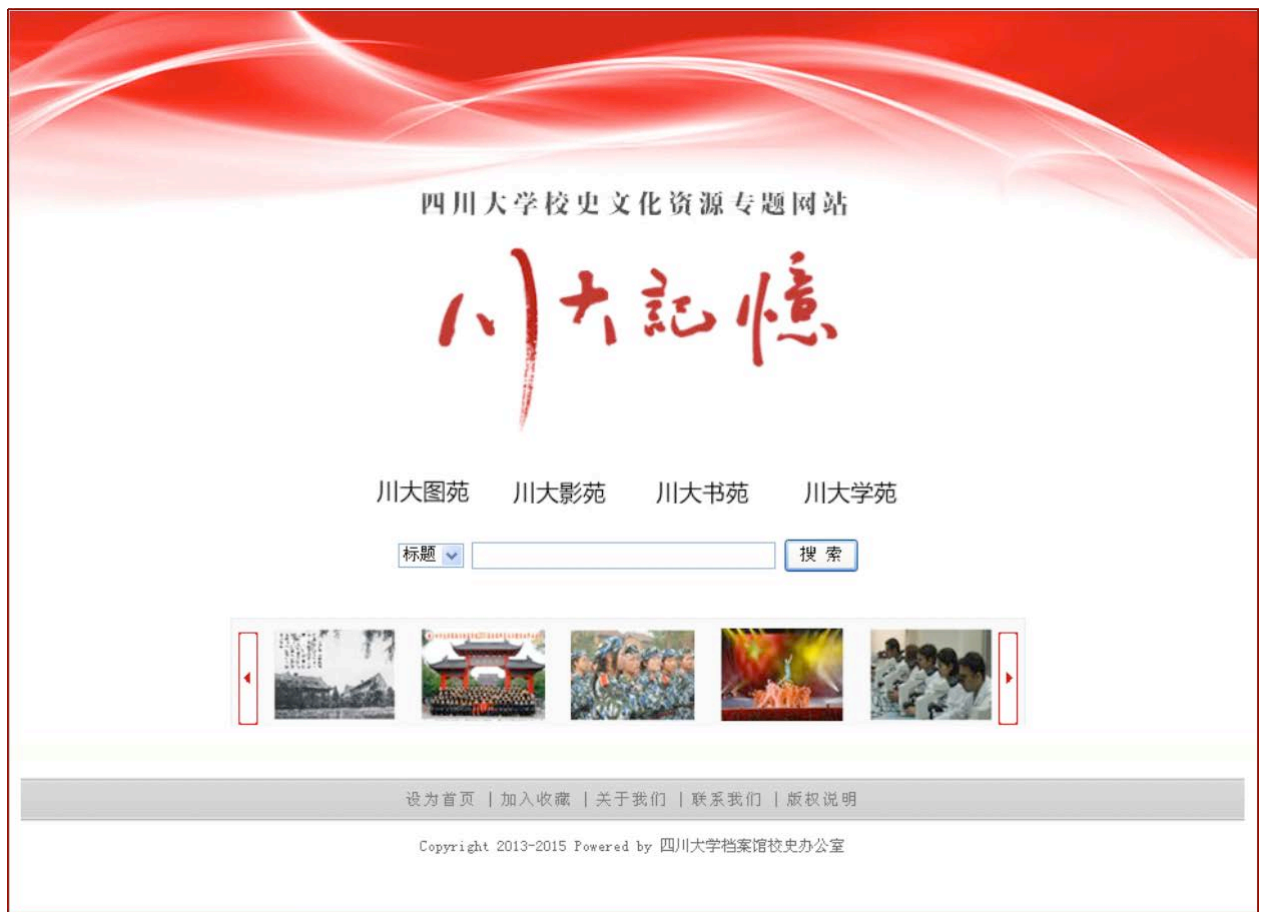 四川大学校史文化资源专题网站
川大記憶
川大图苑 川大影苑 川大书苑 川大学苑
标题 搜 索
设为首页 | 加入收藏 | 关于我们 | 联系我们 | 版权说明
Copyright 2013-2015 Powered by 四川大学档案馆校史办公室